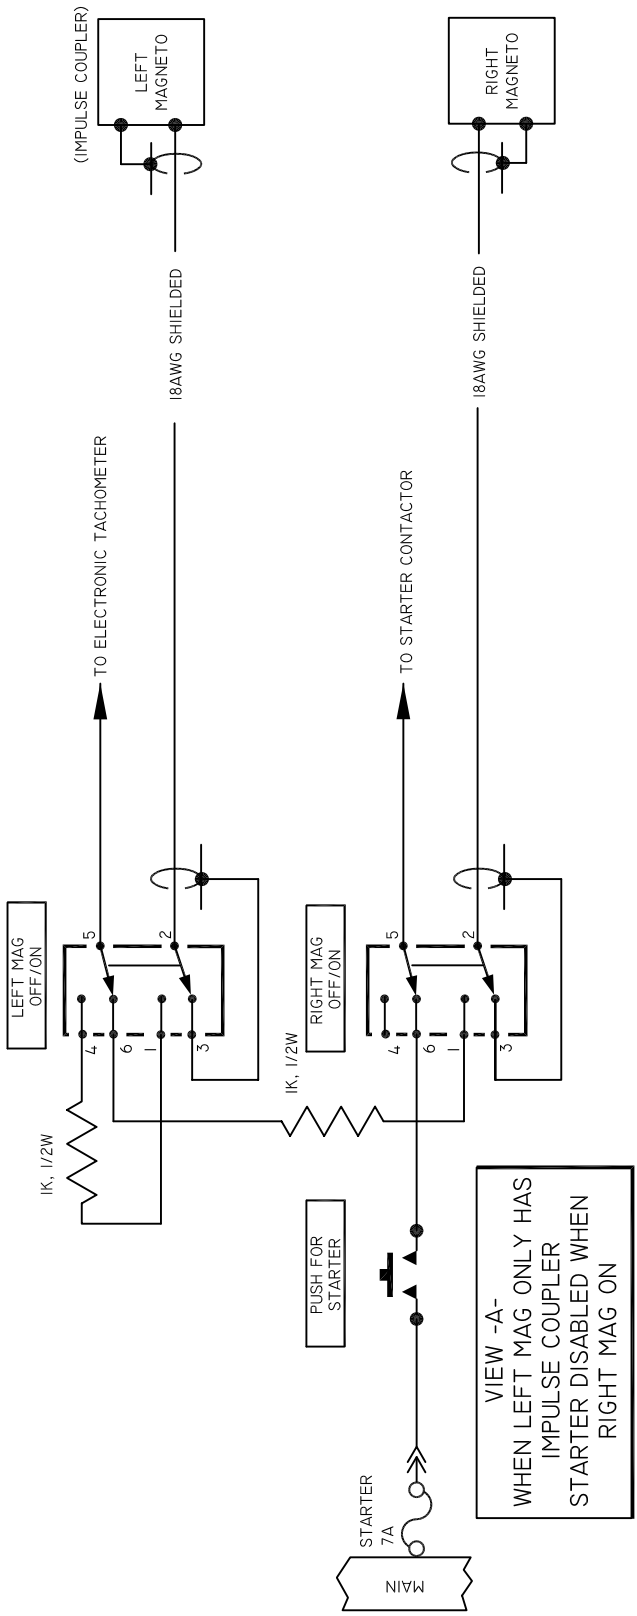 (IMPULSE COUPLER)
LEFT
MAGNETO
RIGHT
MAGNETO
18AWG SHIELDED
18AWG SHIELDED
TO ELECTRONIC TACHOMETER
TO STARTER CONTACTOR
LEFT MAG
OFF/ON
5
2
4
6
1
3
RIGHT MAG
OFF/ON
5
2
4
6
1
3
1K, 1/2W
1K, 1/2W
PUSH FOR
STARTER
STARTER
7A
MAIN
VIEW -A-
WHEN LEFT MAG ONLY HAS
IMPULSE COUPLER
STARTER DISABLED WHEN
RIGHT MAG ON